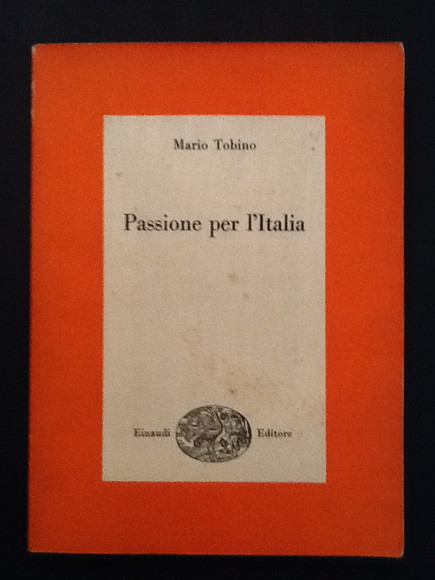 Mario Tobino
Passione per l'Italia
Einaudi Editore